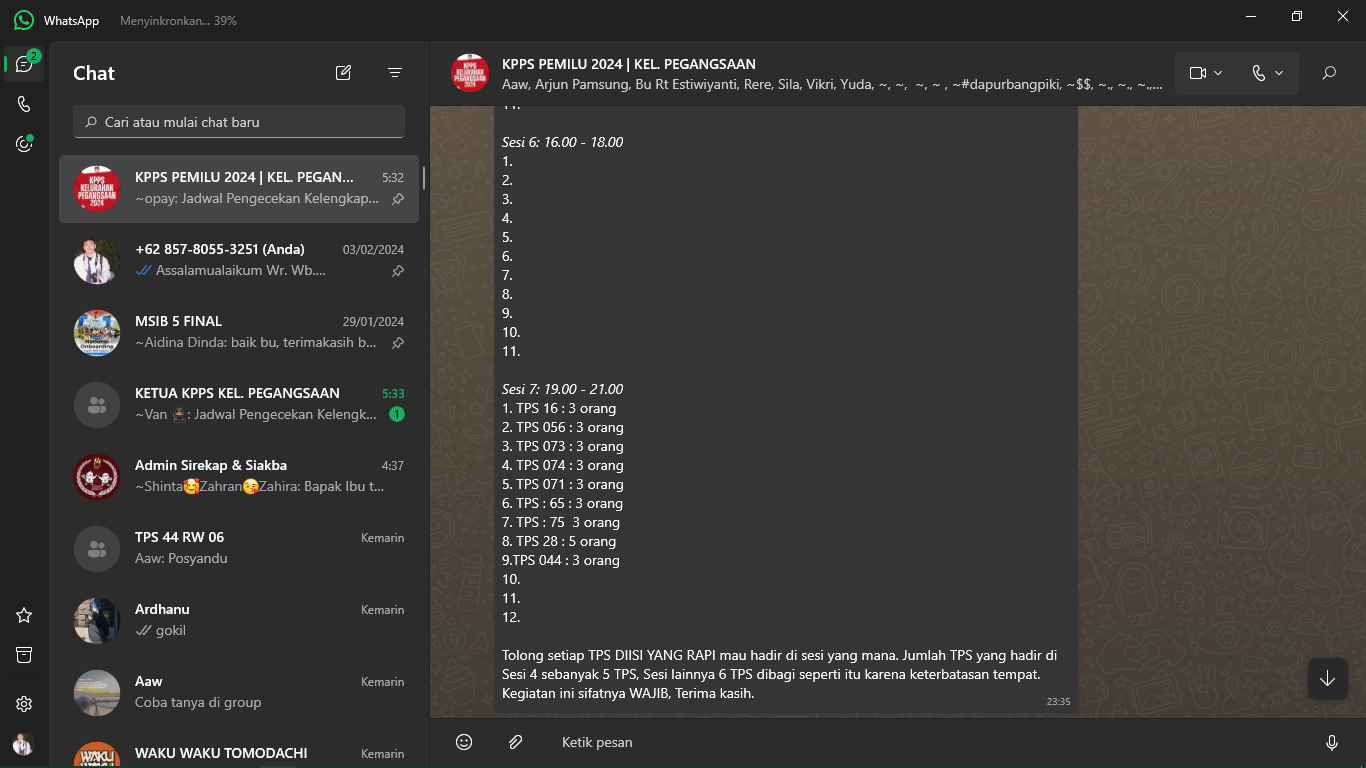 WhatsApp
Menyinkronkan... 39%
2
Chat
Cari atau mulai chat baru
KPPS PEMILU 2024 | KEL. PEGAN...
5:32
~opay: Jadwal Pengecekan Kelengkap...
+62 857-8055-3251 (Anda)
03/02/2024
Assalamualaikum Wr. Wb....
MSIB 5 FINAL
29/01/2024
~Aidina Dinda: baik bu, terimakasih b...
KETUA KPPS KEL. PEGANGSAAN
5:33
~Van 🥷: Jadwal Pengecekan Kelengk...
1
Admin Sirekap & Siakba
4:37
~Shinta🥰Zahran😘Zahira: Bapak Ibu t...
TPS 44 RW 06
Kemarin
Aaw: Posyandu
Ardhanu
Kemarin
gokil
Aaw
Kemarin
Coba tanya di group
WAKU WAKU TOMODACHI
Kemarin
KPPS
KELURAHAN
PEGANGSAAN
2024
KPPS PEMILU 2024 | KEL. PEGANGSAAN
Aaw, Arjun Pamsung, Bu Rt Estiwiyanti, Rere, Sila, Vikri, Yuda, ~, ~, ~, ~ , ~#dapurbangpiki, ~$$, ~., ~., ~.,...
11.
Sesi 6: 16.00 - 18.00
1.
2.
3.
4.
5.
6.
7.
8.
9.
10.
11.
Sesi 7: 19.00 - 21.00
1. TPS 16 : 3 orang
2. TPS 056 : 3 orang
3. TPS 073 : 3 orang
4. TPS 074 : 3 orang
5. TPS 071 : 3 orang
6. TPS : 65 : 3 orang
7. TPS : 75  3 orang
8. TPS 28 : 5 orang
9.TPS 044 : 3 orang
10.
11.
12.
Tolong setiap TPS DIISI YANG RAPI mau hadir di sesi yang mana. Jumlah TPS yang hadir di
Sesi 4 sebanyak 5 TPS, Sesi lainnya 6 TPS dibagi seperti itu karena keterbatasan tempat.
Kegiatan ini sifatnya WAJIB, Terima kasih.
23:35
Ketik pesan